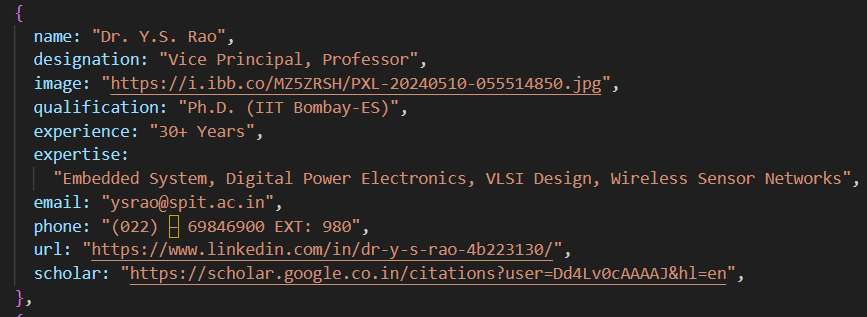 {
name: "Dr. Y.S. Rao",
designation: "Vice Principal, Professor",
image: "https://i.ibb.co/MZ5ZRSH/PXL-20240510-055514850.jpg",
qualification: "Ph.D. (IIT Bombay-ES)",
experience: "30+ Years",
expertise:
"Embedded System, Digital Power Electronics, VLSI Design, Wireless Sensor Networks",
email: "ysrao@spit.ac.in",
phone: "(022) – 69846900 EXT: 980",
url: "https://www.linkedin.com/in/dr-y-s-rao-4b223130/",
scholar: "https://scholar.google.co.in/citations?user=Dd4Lv0cAAAAJ&hl=en",
},